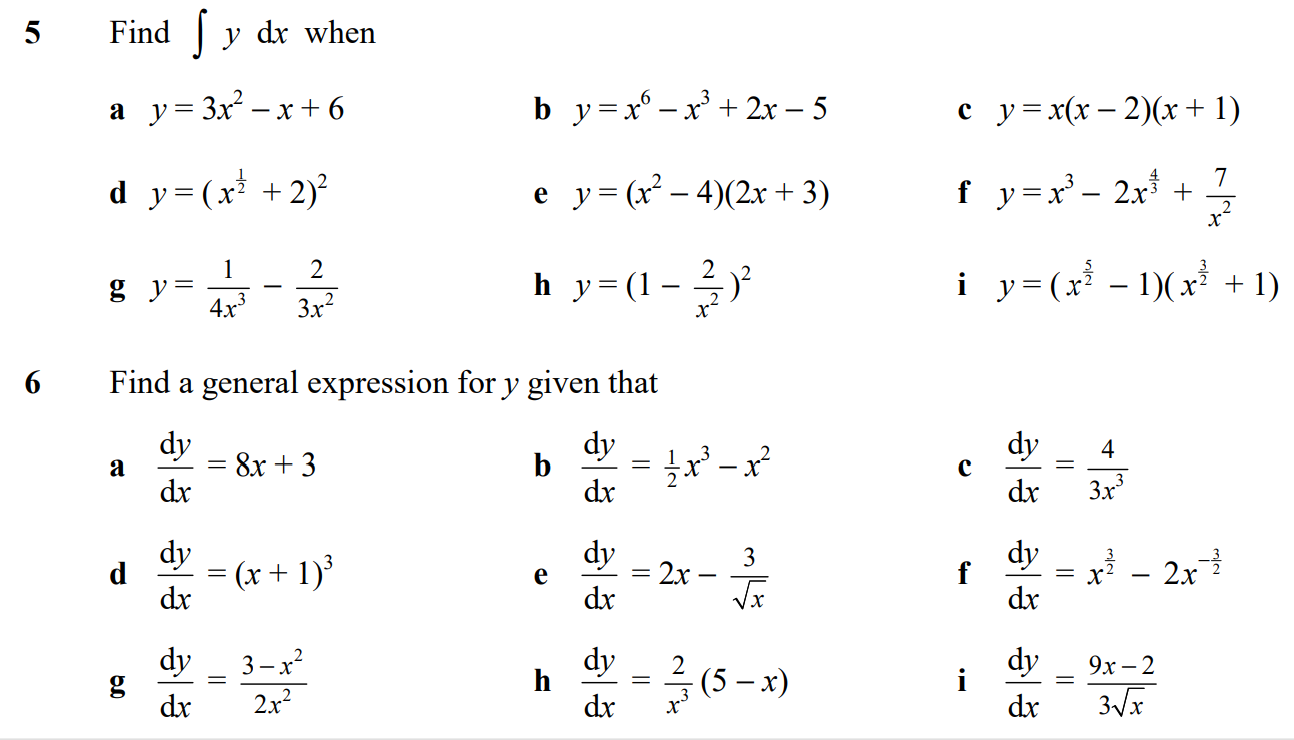 5 Find ∫ y dx when
a y = 3x² – x + 6 b y = x⁶ – x³ + 2x – 5 c y = x(x – 2)(x + 1)
d y = (x^(1/2) + 2)² e y = (x² – 4)(2x + 3) f y = x³ – 2x^(4/3) + 7/x²
g y = 1/(4x³) – 2/(3x²) h y = (1 – 2/x²)² i y = (x^(5/2) – 1)(x^(3/2) + 1)
6 Find a general expression for y given that
a dy/dx = 8x + 3 b dy/dx = 1/2 x³ – x² c dy/dx = 4/(3x³)
d dy/dx = (x + 1)³ e dy/dx = 2x – 3/√x f dy/dx = x^(3/2) – 2x^(–3/2)
g dy/dx = (3 – x²)/(2x²) h dy/dx = 2/x³ (5 – x) i dy/dx = (9x – 2)/(3√x)